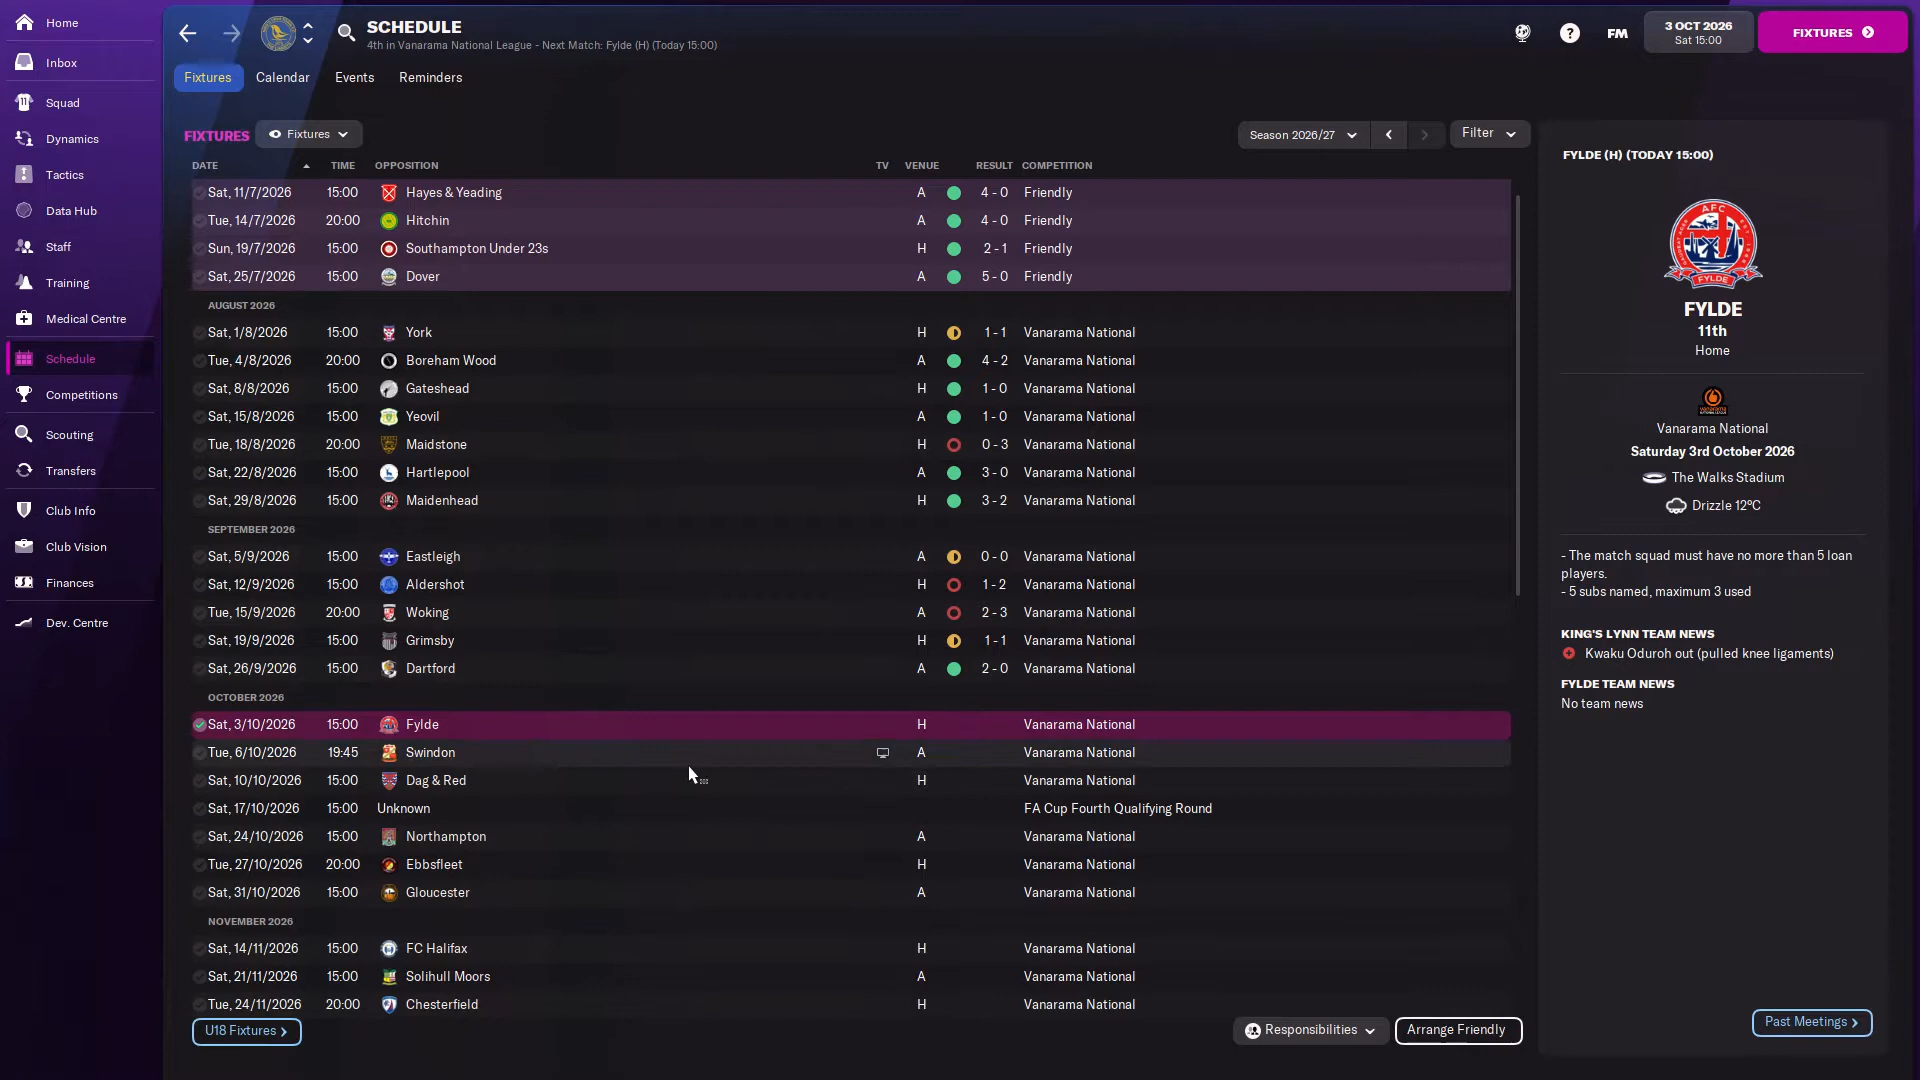 Home
Inbox
Squad
Dynamics
Tactics
Data Hub
Staff
Training
Medical Centre
Schedule
Competitions
Scouting
Transfers
Club Info
Club Vision
Finances
Dev. Centre
SCHEDULE
4th in Vanarama National League - Next Match: Fylde (H) (Today 15:00)
FM
3 OCT 2026
Sat 15:00
FIXTURES
Fixtures Calendar Events Reminders
FIXTURES Fixtures Season 2026/27 Filter
DATE TIME OPPOSITION TV VENUE RESULT COMPETITION
Sat, 11/7/2026 15:00 Hayes & Yeading A 4 - 0 Friendly
Tue, 14/7/2026 20:00 Hitchin A 4 - 0 Friendly
Sun, 19/7/2026 15:00 Southampton Under 23s H 2 - 1 Friendly
Sat, 25/7/2026 15:00 Dover A 5 - 0 Friendly
AUGUST 2026
Sat, 1/8/2026 15:00 York H 1 - 1 Vanarama National
Tue, 4/8/2026 20:00 Boreham Wood A 4 - 2 Vanarama National
Sat, 8/8/2026 15:00 Gateshead H 1 - 0 Vanarama National
Sat, 15/8/2026 15:00 Yeovil A 1 - 0 Vanarama National
Tue, 18/8/2026 20:00 Maidstone H 0 - 3 Vanarama National
Sat, 22/8/2026 15:00 Hartlepool A 3 - 0 Vanarama National
Sat, 29/8/2026 15:00 Maidenhead H 3 - 2 Vanarama National
SEPTEMBER 2026
Sat, 5/9/2026 15:00 Eastleigh A 0 - 0 Vanarama National
Sat, 12/9/2026 15:00 Aldershot H 1 - 2 Vanarama National
Tue, 15/9/2026 20:00 Woking A 2 - 3 Vanarama National
Sat, 19/9/2026 15:00 Grimsby H 1 - 1 Vanarama National
Sat, 26/9/2026 15:00 Dartford A 2 - 0 Vanarama National
OCTOBER 2026
Sat, 3/10/2026 15:00 Fylde H Vanarama National
Tue, 6/10/2026 19:45 Swindon A Vanarama National
Sat, 10/10/2026 15:00 Dag & Red H Vanarama National
Sat, 17/10/2026 15:00 Unknown FA Cup Fourth Qualifying Round
Sat, 24/10/2026 15:00 Northampton A Vanarama National
Tue, 27/10/2026 20:00 Ebbsfleet H Vanarama National
Sat, 31/10/2026 15:00 Gloucester A Vanarama National
NOVEMBER 2026
Sat, 14/11/2026 15:00 FC Halifax H Vanarama National
Sat, 21/11/2026 15:00 Solihull Moors A Vanarama National
Tue, 24/11/2026 20:00 Chesterfield H Vanarama National
U18 Fixtures Responsibilities Arrange Friendly
FYLDE (H) (TODAY 15:00)
AFC
FYLDE
FYLDE
11th
Home
Vanarama National
Saturday 3rd October 2026
The Walks Stadium
Drizzle 12°C
- The match squad must have no more than 5 loan
players.
- 5 subs named, maximum 3 used
KING'S LYNN TEAM NEWS
Kwaku Oduroh out (pulled knee ligaments)
FYLDE TEAM NEWS
No team news
Past Meetings